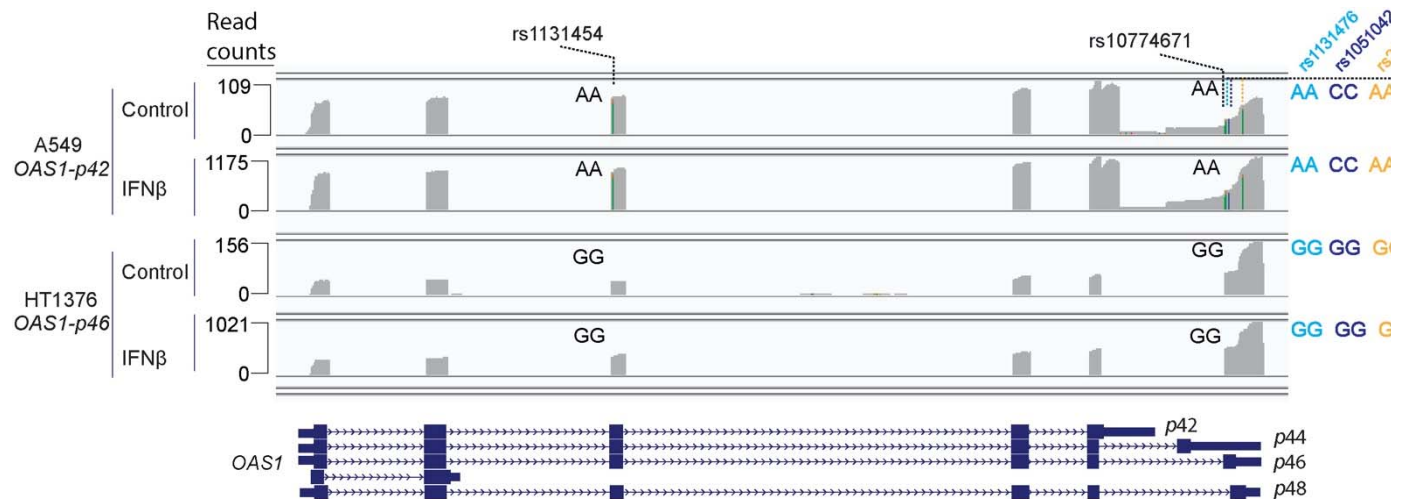 Read
counts
rs1131454
rs10774671
rs1131476
rs1051042
A549
OAS1-p42
Control
109
0
AA
AA
AA CC AA
IFNβ
1175
0
AA
AA
AA CC AA
HT1376
OAS1-p46
Control
156
0
GG
GG
GG GG
IFNβ
1021
0
GG
GG
GG GG G
OAS1
p42
p44
p46
p48